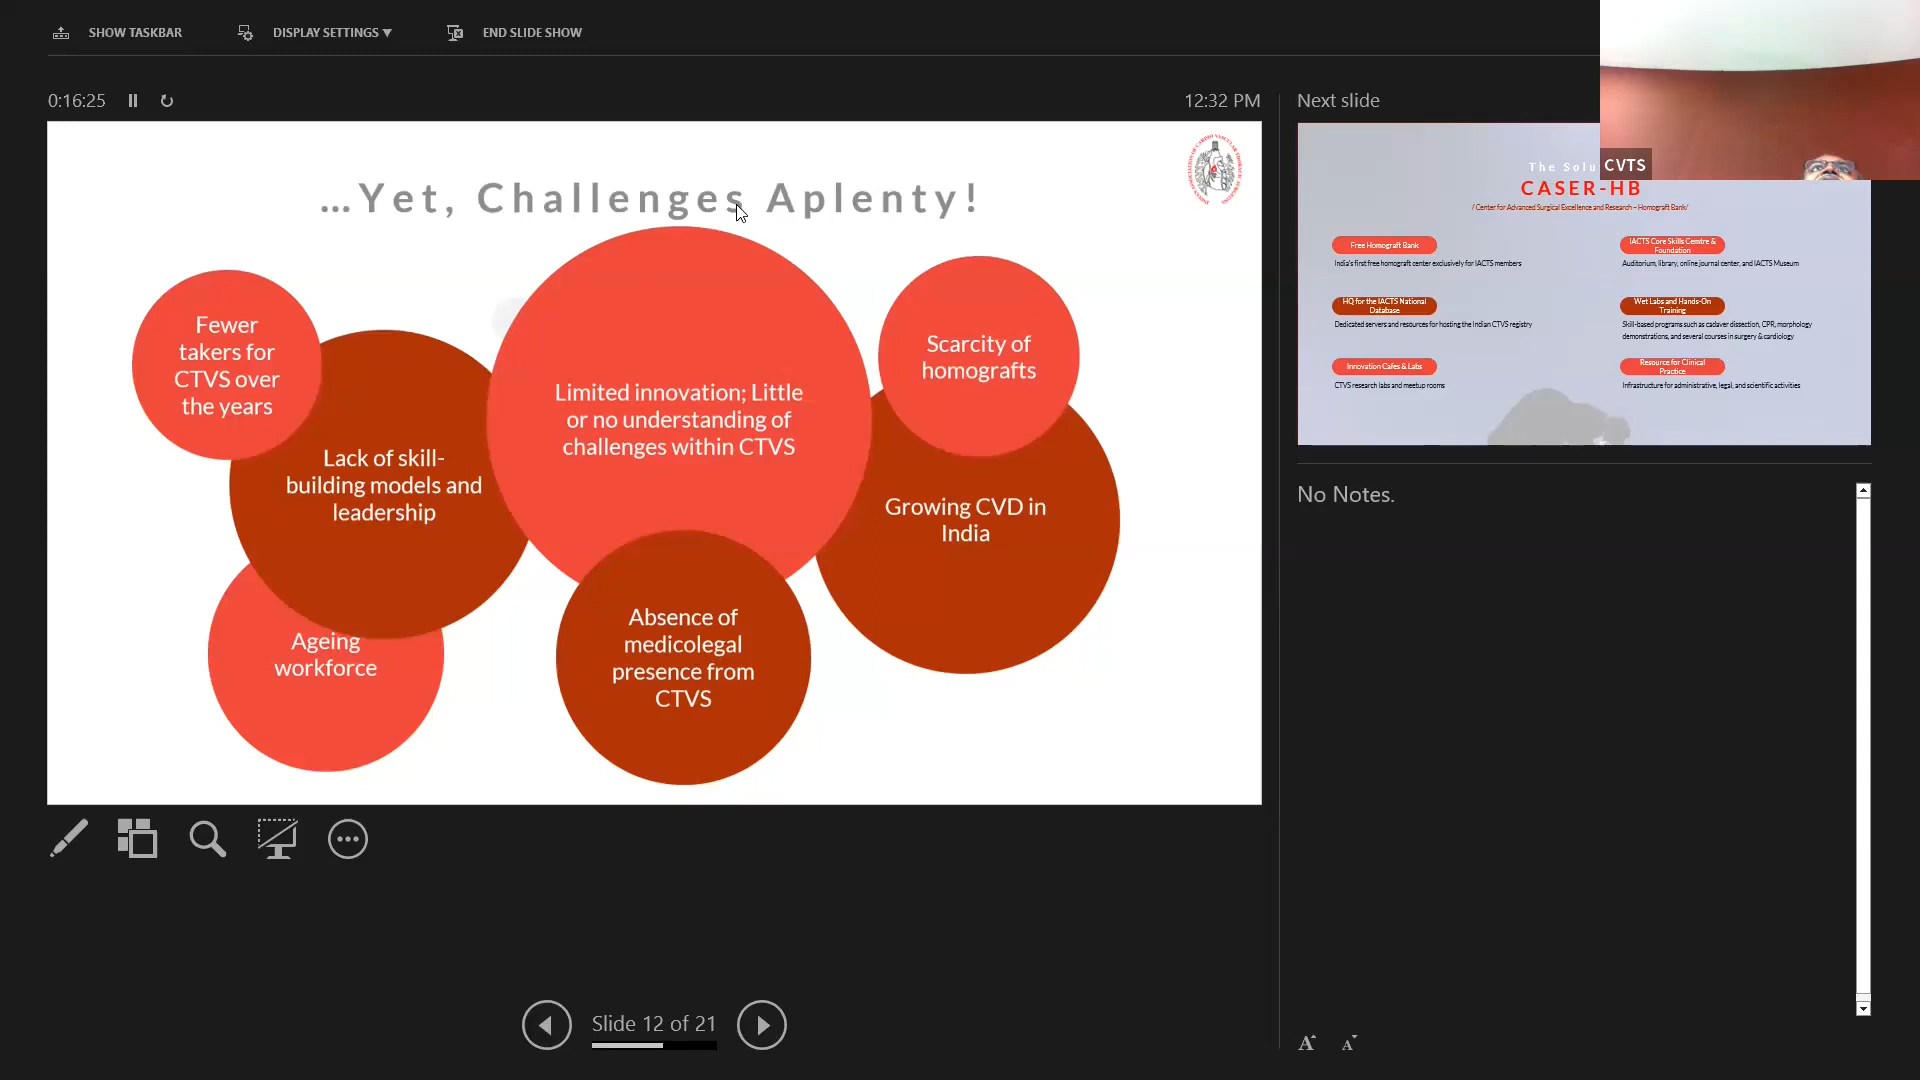 SHOW TASKBAR
DISPLAY SETTINGS ▼
END SLIDE SHOW
0:16:25
12:32 PM
Next slide
...Yet, Challenges Aplenty!
Fewer
takers for
CTVS over
the years
Lack of skill-
building models and
leadership
Ageing
workforce
Limited innovation; Little
or no understanding of
challenges within CTVS
Absence of
medicolegal
presence from
CTVS
Scarcity of
homografts
Growing CVD in
India
CVTS
The Solu
CASER-HB
/ Center for Advanced Surgical Excellence and Research – Homograft Bank/
Free Homograft Bank
India's first free homograft center exclusively for IACTS members
HQ for the IACTS National
Database
Dedicated servers and resources for hosting the Indian CTVS registry
Innovation Cafes & Labs
CTVS research labs and meetup rooms
IACTS Core Skills Centre &
Foundation
Auditorium, library, online journal center, and IACTS Museum
Wet Labs and Hands-On
Training
Skill-based programs such as cadaver dissection, CPR, morphology
demonstrations, and several courses in surgery & cardiology
Resource for Clinical
Practice
Infrastructure for administrative, legal, and scientific activities
No Notes.
Slide 12 of 21
A
A